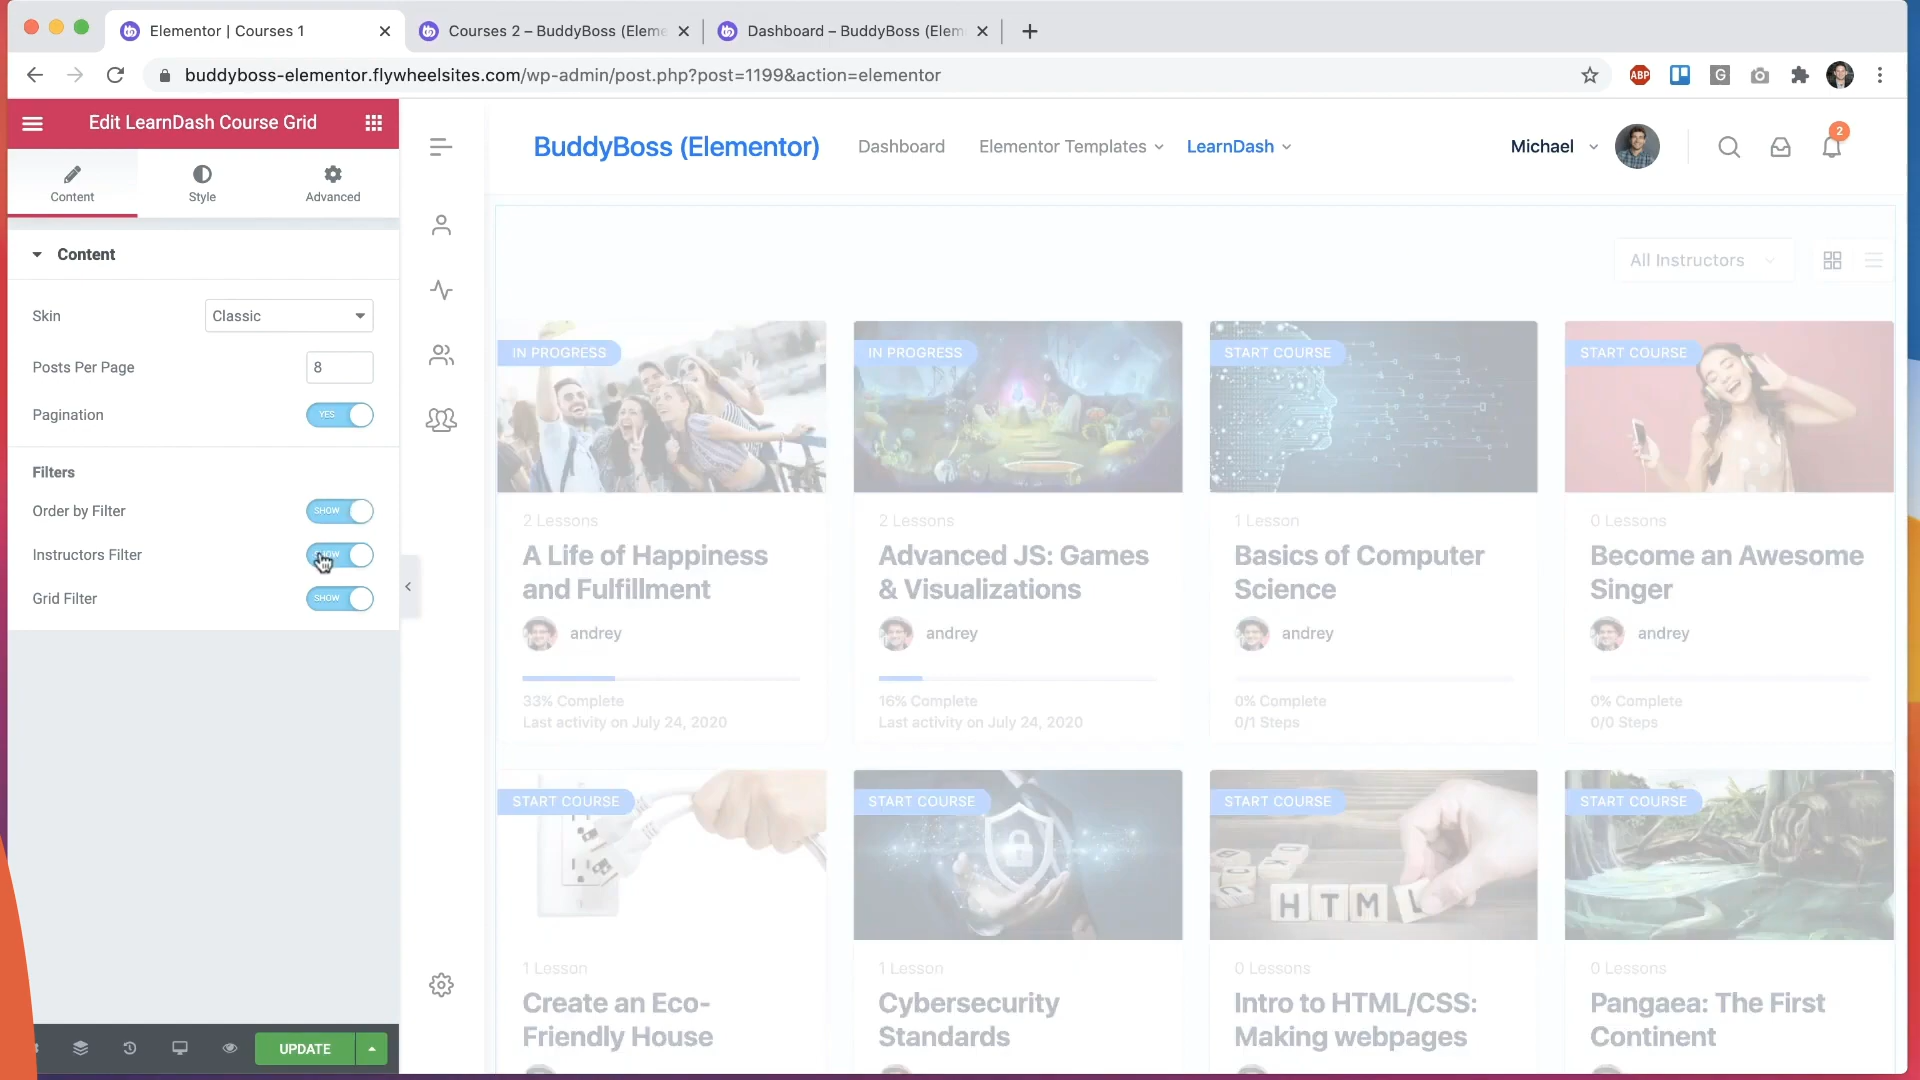 Elementor | Courses 1
Courses 2 – BuddyBoss (Eleme
Dashboard – BuddyBoss (Elem
buddyboss-elementor.flywheelsites.com/wp-admin/post.php?post=1199&action=elementor
ABP
G
Edit LearnDash Course Grid
Content
Style
Advanced
Content
Skin
Classic
Posts Per Page
8
Pagination
YES
Filters
Order by Filter
SHOW
Instructors Filter
Grid Filter
SHOW
UPDATE
BuddyBoss (Elementor)
Dashboard
Elementor Templates
LearnDash
Michael
2
All Instructors
IN PROGRESS
2 Lessons
A Life of Happiness
and Fulfillment
andrey
33% Complete
Last activity on July 24, 2020
IN PROGRESS
2 Lessons
Advanced JS: Games
& Visualizations
andrey
16% Complete
Last activity on July 24, 2020
START COURSE
1 Lesson
Basics of Computer
Science
andrey
0% Complete
0/1 Steps
START COURSE
0 Lessons
Become an Awesome
Singer
andrey
0% Complete
0/0 Steps
START COURSE
1 Lesson
Create an Eco-
Friendly House
START COURSE
1 Lesson
Cybersecurity
Standards
START COURSE
HTML
0 Lessons
Intro to HTML/CSS:
Making webpages
START COURSE
0 Lessons
Pangaea: The First
Continent